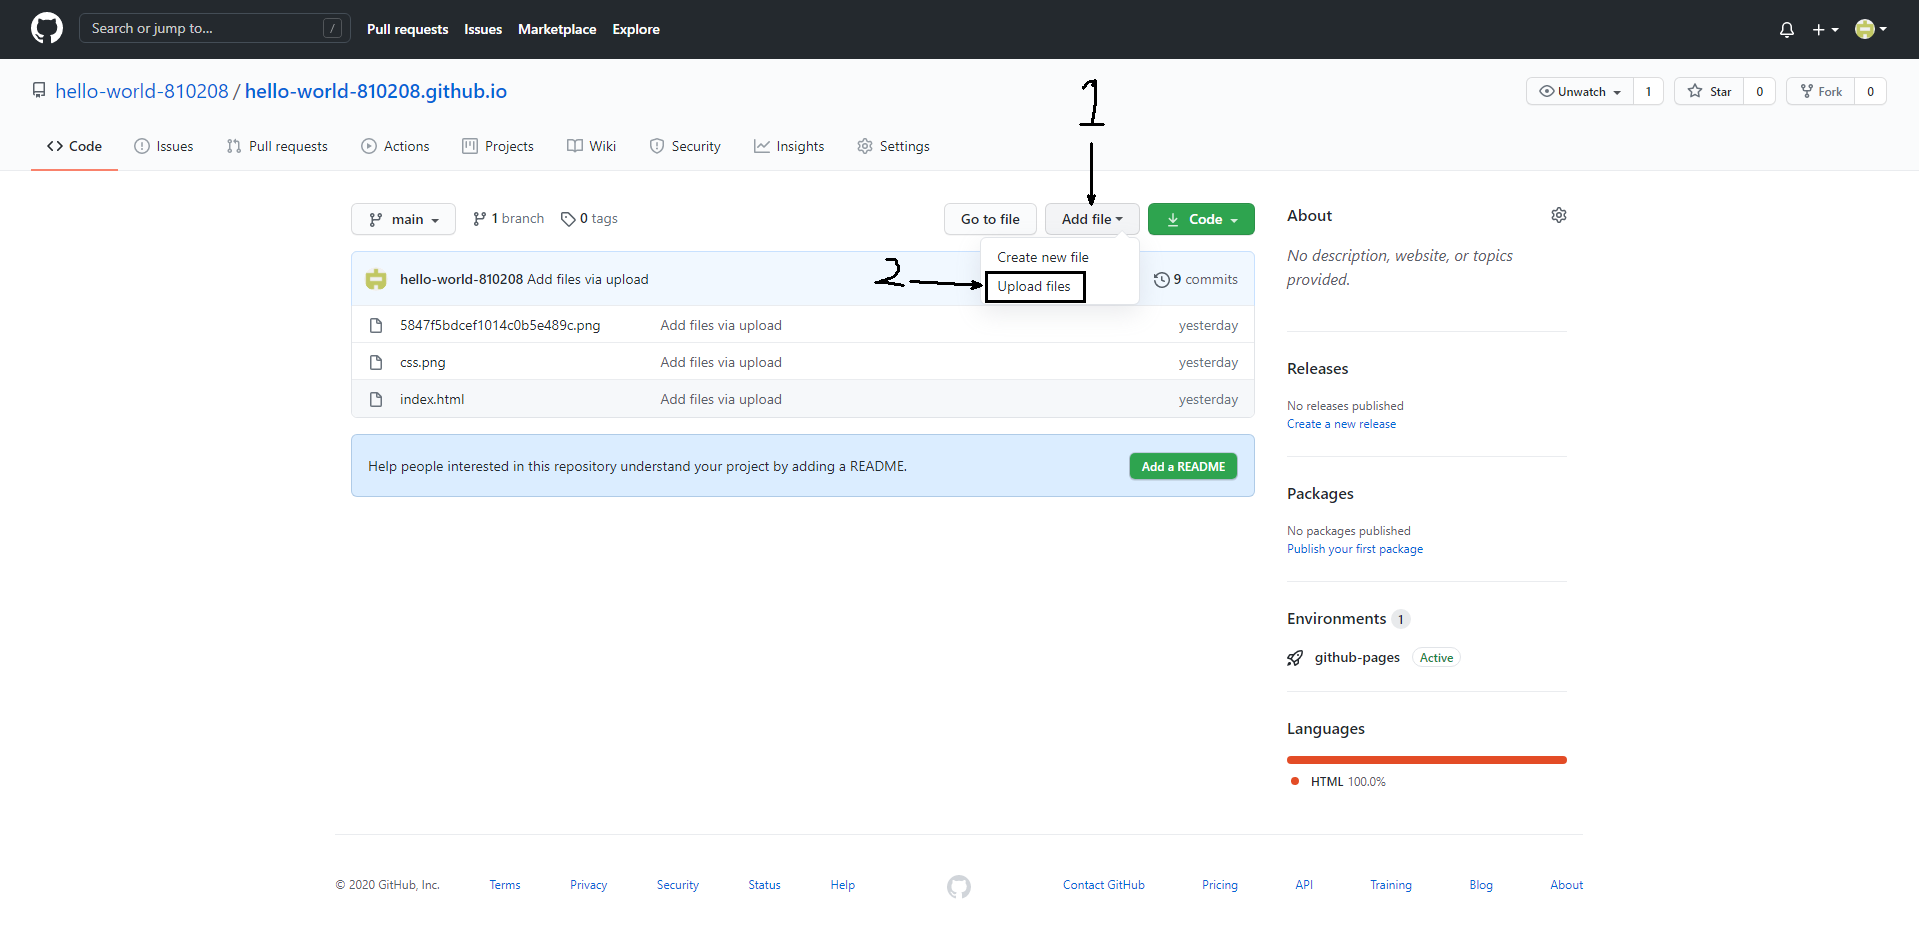 Search or jump to... /
Pull requests Issues Marketplace Explore
hello-world-810208 / hello-world-810208.github.io
Unwatch 1 Star 0 Fork 0
1
Code Issues Pull requests Actions Projects Wiki Security Insights Settings
main 1 branch 0 tags
Go to file Add file Code
Create new file
2
Upload files
hello-world-810208 Add files via upload 9 commits
5847f5bdcef1014c0b5e489c.png Add files via upload yesterday
css.png Add files via upload yesterday
index.html Add files via upload yesterday
Help people interested in this repository understand your project by adding a README.
Add a README
About
No description, website, or topics
provided.
Releases
No releases published
Create a new release
Packages
No packages published
Publish your first package
Environments 1
github-pages Active
Languages
HTML 100.0%
© 2020 GitHub, Inc. Terms Privacy Security Status Help Contact GitHub Pricing API Training Blog About